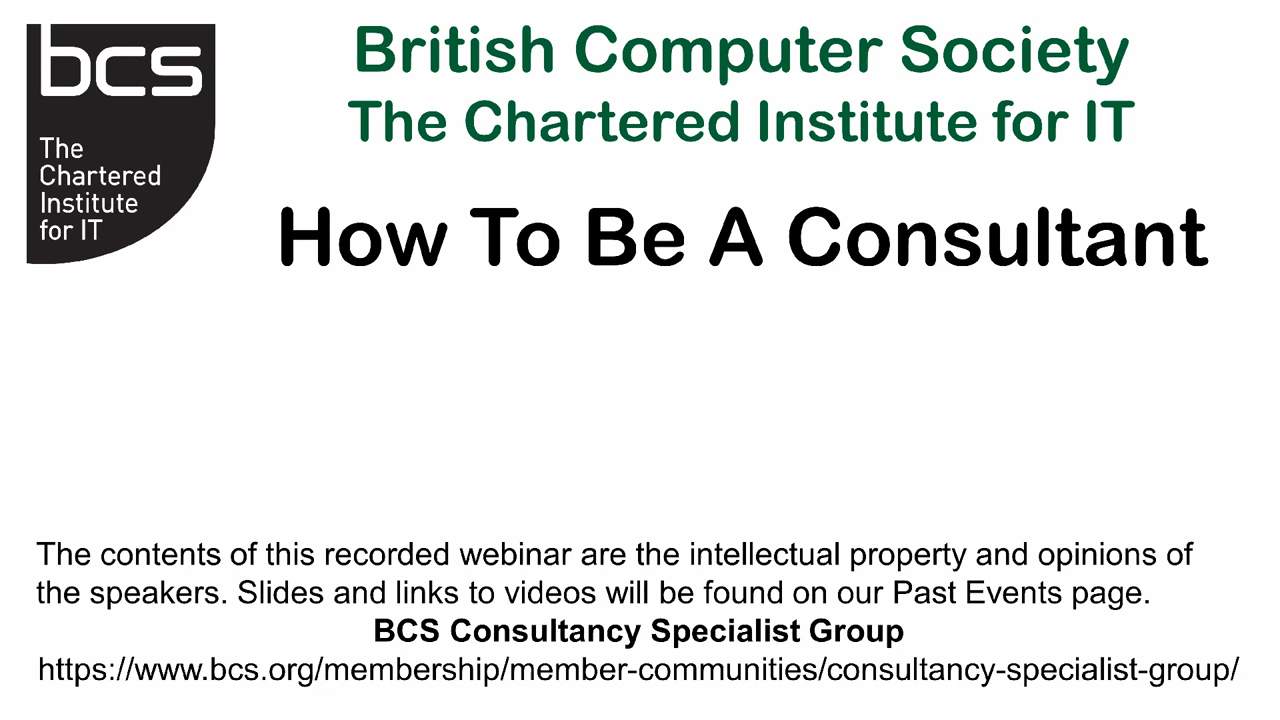 bcs
The
Chartered
Institute
for IT
British Computer Society
The Chartered Institute for IT
How To Be A Consultant
The contents of this recorded webinar are the intellectual property and opinions of
the speakers. Slides and links to videos will be found on our Past Events page.
BCS Consultancy Specialist Group
https://www.bcs.org/membership/member-communities/consultancy-specialist-group/